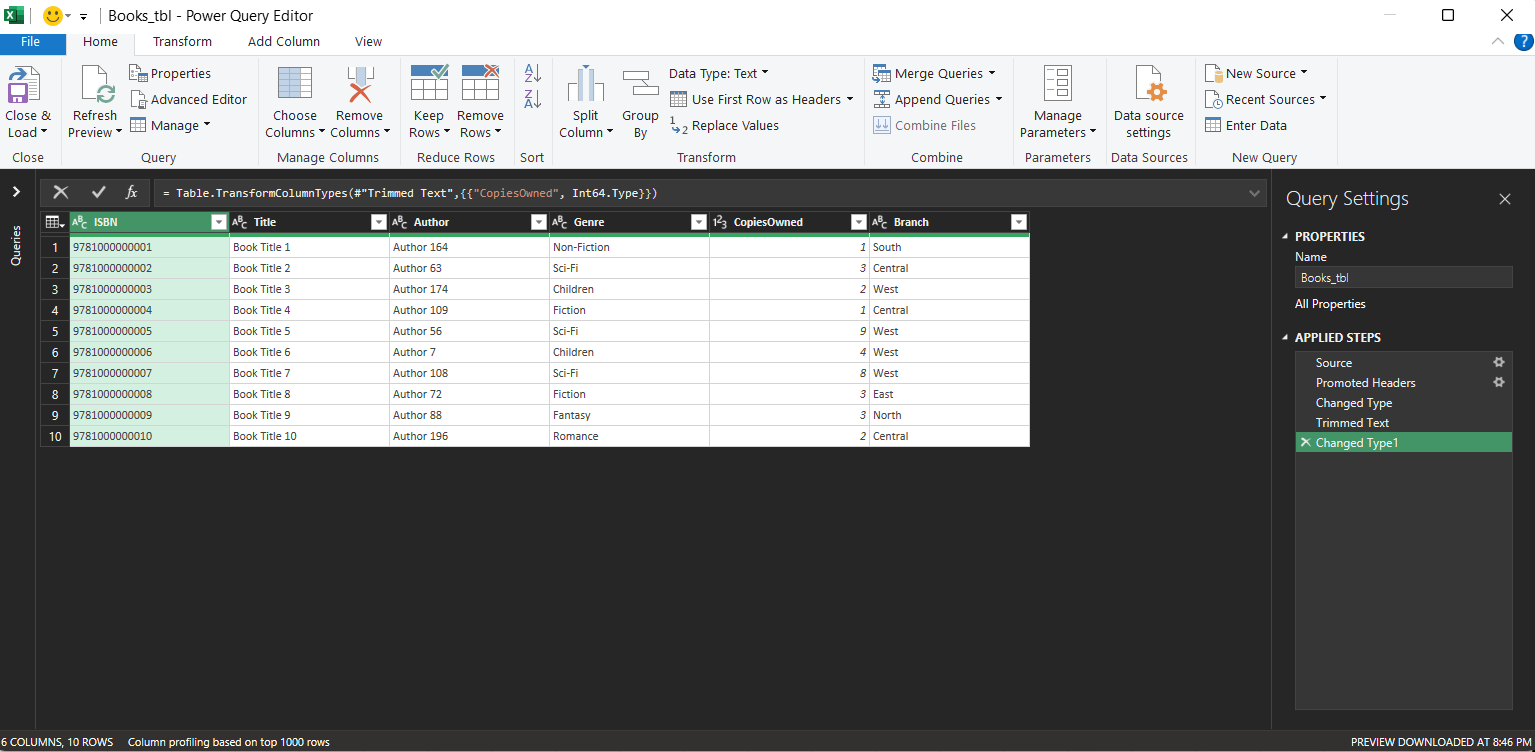 Books_tbl - Power Query Editor
File Home Transform Add Column View
Close & Load
Refresh Preview
Properties
Advanced Editor
Manage
Choose Columns
Remove Columns
Keep Rows
Remove Rows
A Z
Z A
Split Column
Group By
Data Type: Text
Use First Row as Headers
1 2 Replace Values
Merge Queries
Append Queries
Combine Files
Manage Parameters
Data source settings
New Source
Recent Sources
Enter Data
Close Query Manage Columns Reduce Rows Sort Transform Combine Parameters Data Sources New Query
Queries
fx = Table.TransformColumnTypes(#"Trimmed Text",{{"CopiesOwned", Int64.Type}})
ABC ISBN ABC Title ABC Author ABC Genre 123 CopiesOwned ABC Branch
1 9781000000001 Book Title 1 Author 164 Non-Fiction 1 South
2 9781000000002 Book Title 2 Author 63 Sci-Fi 3 Central
3 9781000000003 Book Title 3 Author 174 Children 2 West
4 9781000000004 Book Title 4 Author 109 Fiction 1 Central
5 9781000000005 Book Title 5 Author 56 Sci-Fi 9 West
6 9781000000006 Book Title 6 Author 7 Children 4 West
7 9781000000007 Book Title 7 Author 108 Sci-Fi 8 West
8 9781000000008 Book Title 8 Author 72 Fiction 3 East
9 9781000000009 Book Title 9 Author 88 Fantasy 3 North
10 9781000000010 Book Title 10 Author 196 Romance 2 Central
Query Settings
PROPERTIES
Name
Books_tbl
All Properties
APPLIED STEPS
Source
Promoted Headers
Changed Type
Trimmed Text
Changed Type1
6 COLUMNS, 10 ROWS Column profiling based on top 1000 rows PREVIEW DOWNLOADED AT 8:46 PM